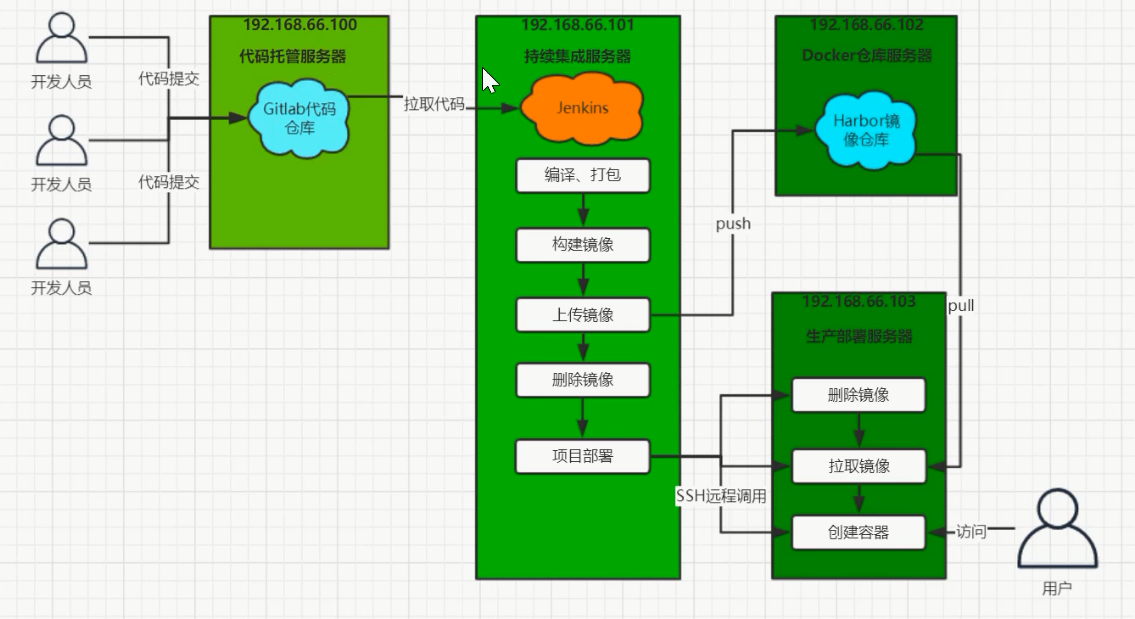 开发人员
开发人员
开发人员
代码提交
代码提交
192.168.66.100
代码托管服务器
Gitlab代码
仓库
拉取代码
192.168.66.101
持续集成服务器
Jenkins
编译、打包
构建镜像
上传镜像
删除镜像
项目部署
push
SSH远程调用
192.168.66.102
Docker仓库服务器
Harbor镜
像仓库
pull
192.168.66.103
生产部署服务器
删除镜像
拉取镜像
创建容器
访问
用户